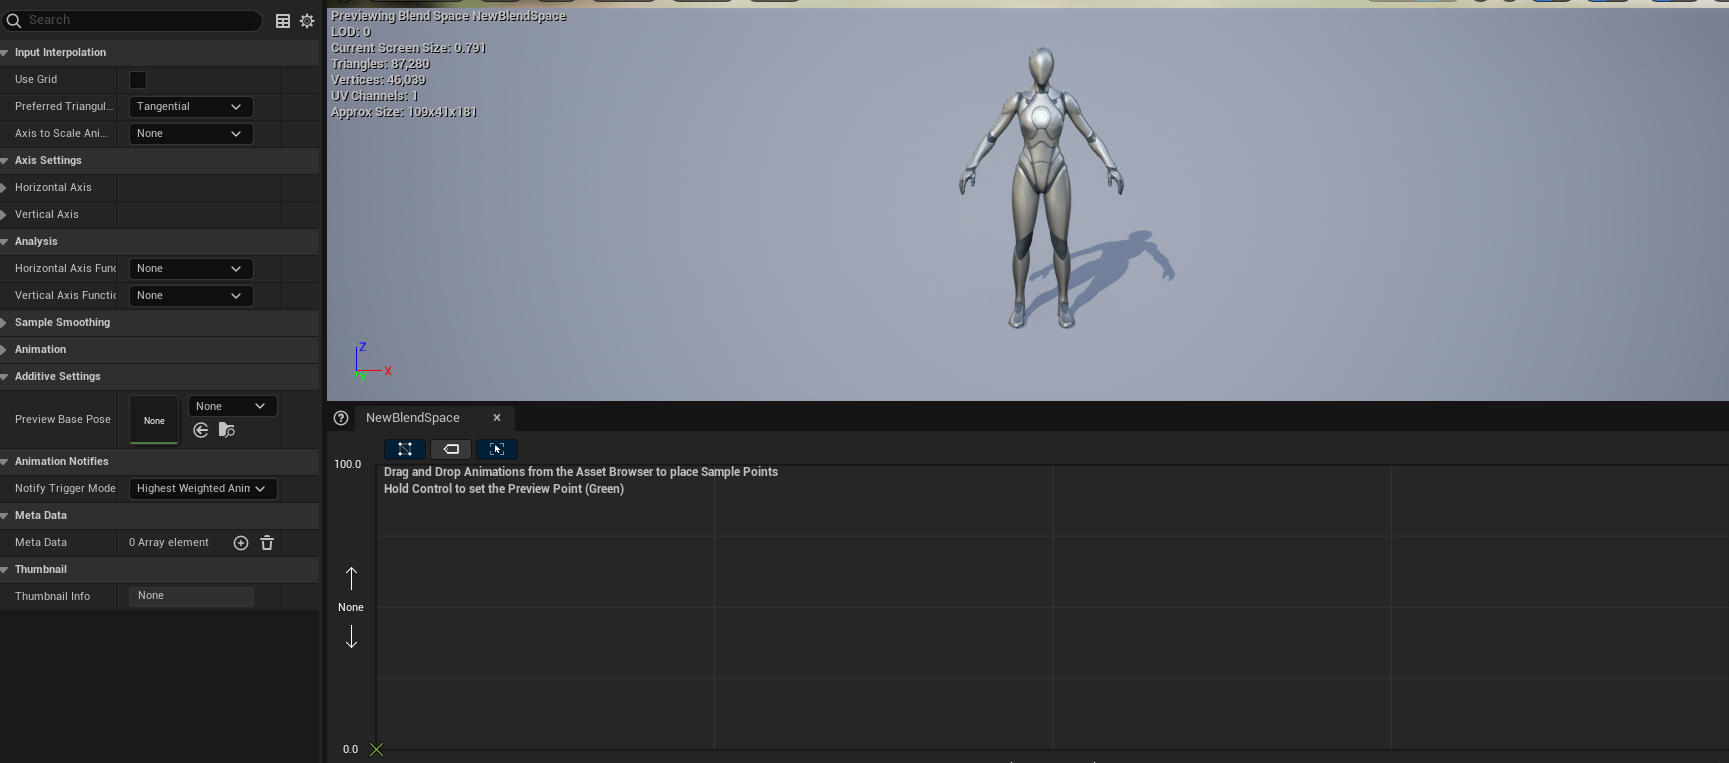 Search
Input Interpolation
Use Grid
Preferred Triangul...
Tangential
Axis to Scale Ani...
None
Axis Settings
Horizontal Axis
Vertical Axis
Analysis
Horizontal Axis Func
None
Vertical Axis Functic
None
Sample Smoothing
Animation
Additive Settings
Preview Base Pose
None
None
Animation Notifies
Notify Trigger Mode
Highest Weighted Anim
Meta Data
Meta Data
0 Array element
Thumbnail
Thumbnail Info
None
Previewing Blend Space NewBlendSpace
LOD: 0
Current Screen Size: 0.791
Triangles: 87,280
Vertices: 46,039
UV Channels: 1
Approx Size: 109x41x181
Z
X
NewBlendSpace
100.0
Drag and Drop Animations from the Asset Browser to place Sample Points
Hold Control to set the Preview Point (Green)
None
0.0